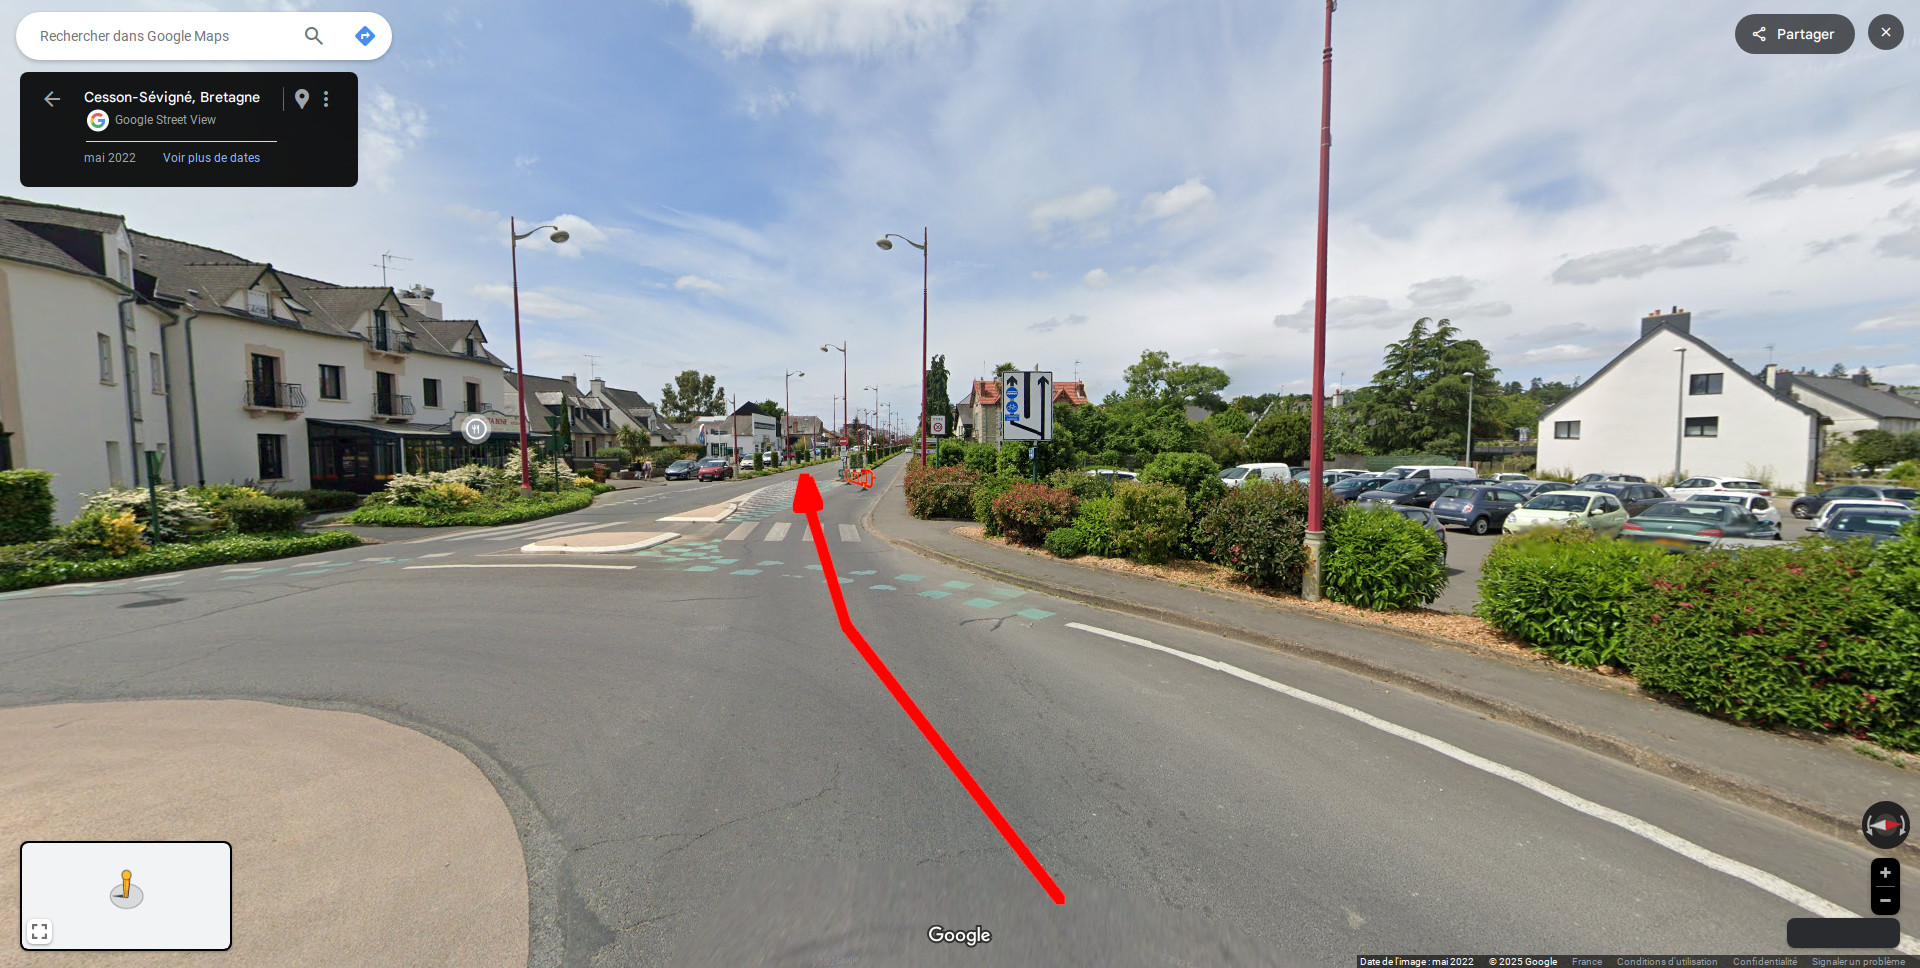 Rechercher dans Google Maps
Partager
Cesson-Sévigné, Bretagne
Google Street View
mai 2022
Voir plus de dates
Google
Date de l'image : mai 2022
© 2025 Google
France
Conditions d'utilisation
Confidentialité
Signaler un problème